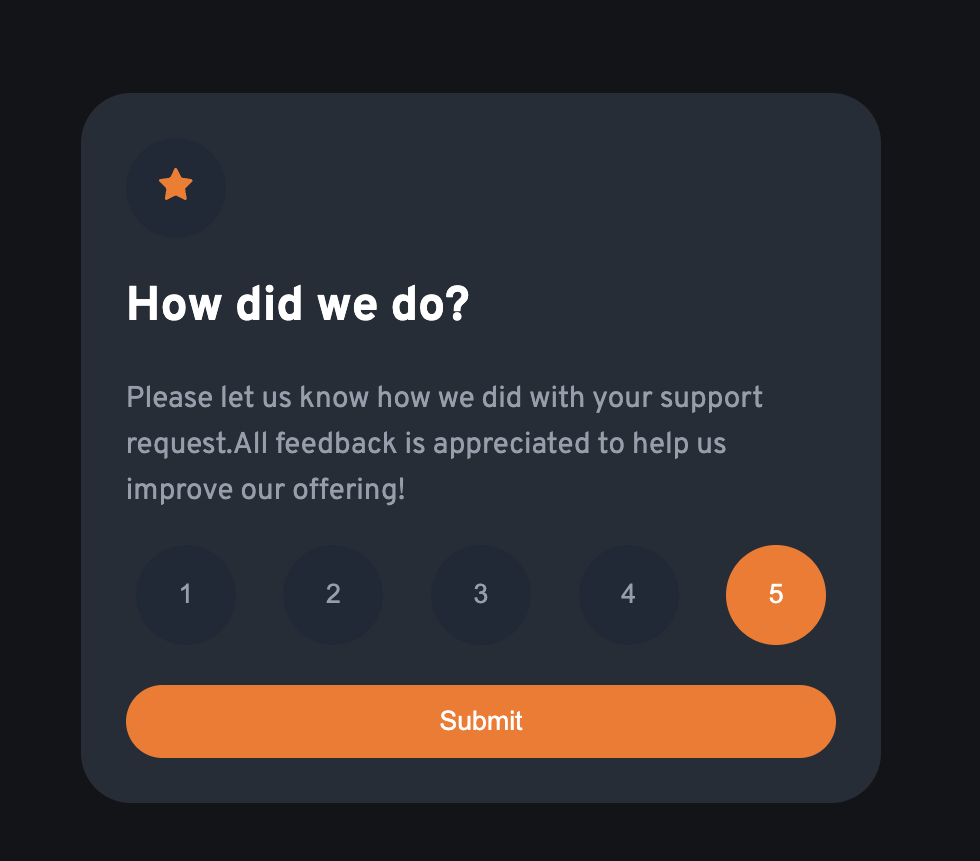 How did we do?
Please let us know how we did with your support
request.All feedback is appreciated to help us
improve our offering!
1 2 3 4 5
Submit